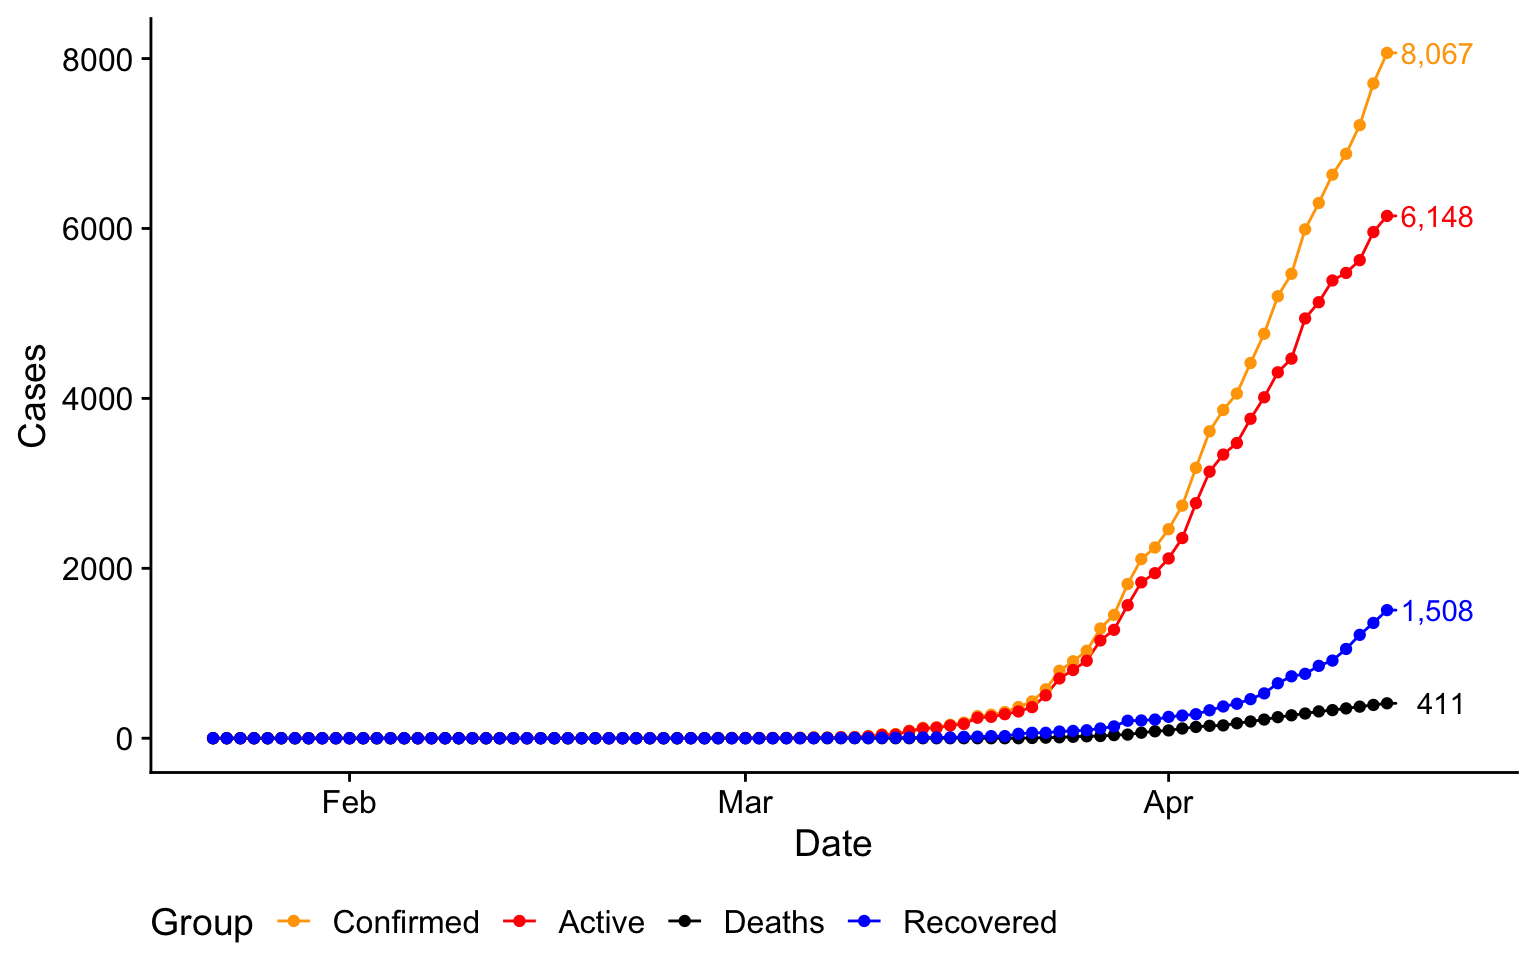 8000
8,067
6000
6,148
4000
2000
1,508
411
0
Cases
Feb
Mar
Apr
Date
Group
Confirmed
Active
Deaths
Recovered